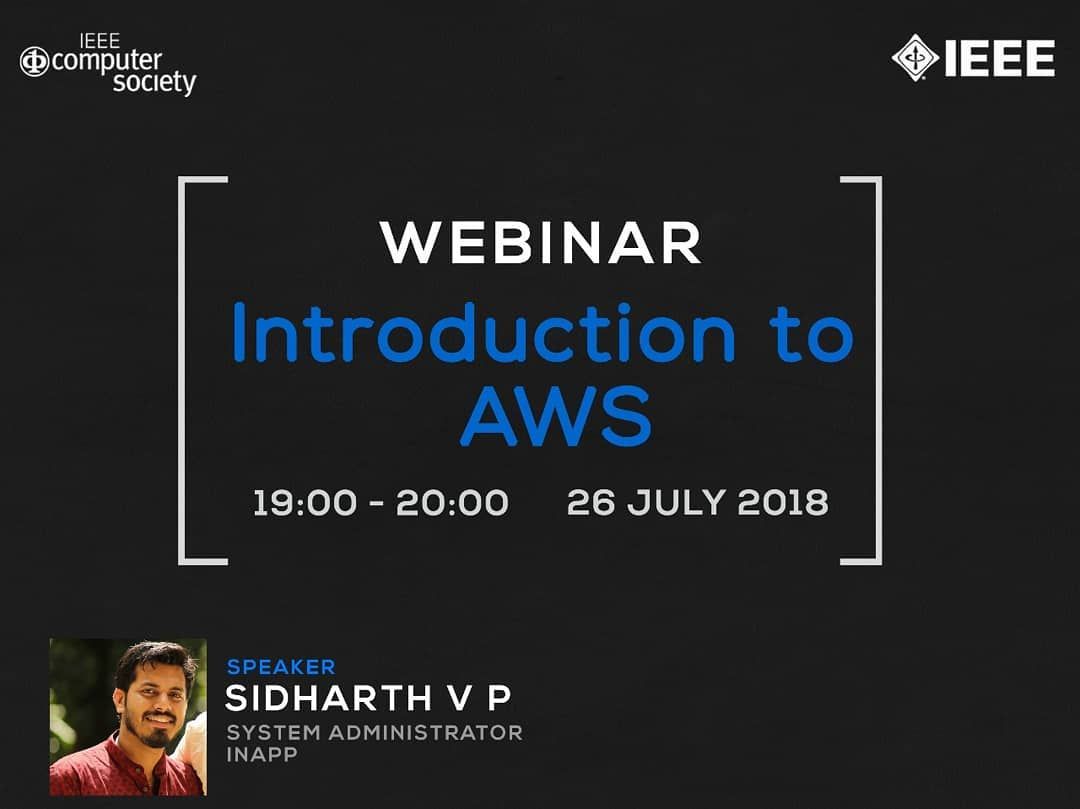 IEEE
computer
society
IEEE
WEBINAR
Introduction to
AWS
19:00 - 20:00 26 JULY 2018
SPEAKER
SIDHARTH V P
SYSTEM ADMINISTRATOR
INAPP